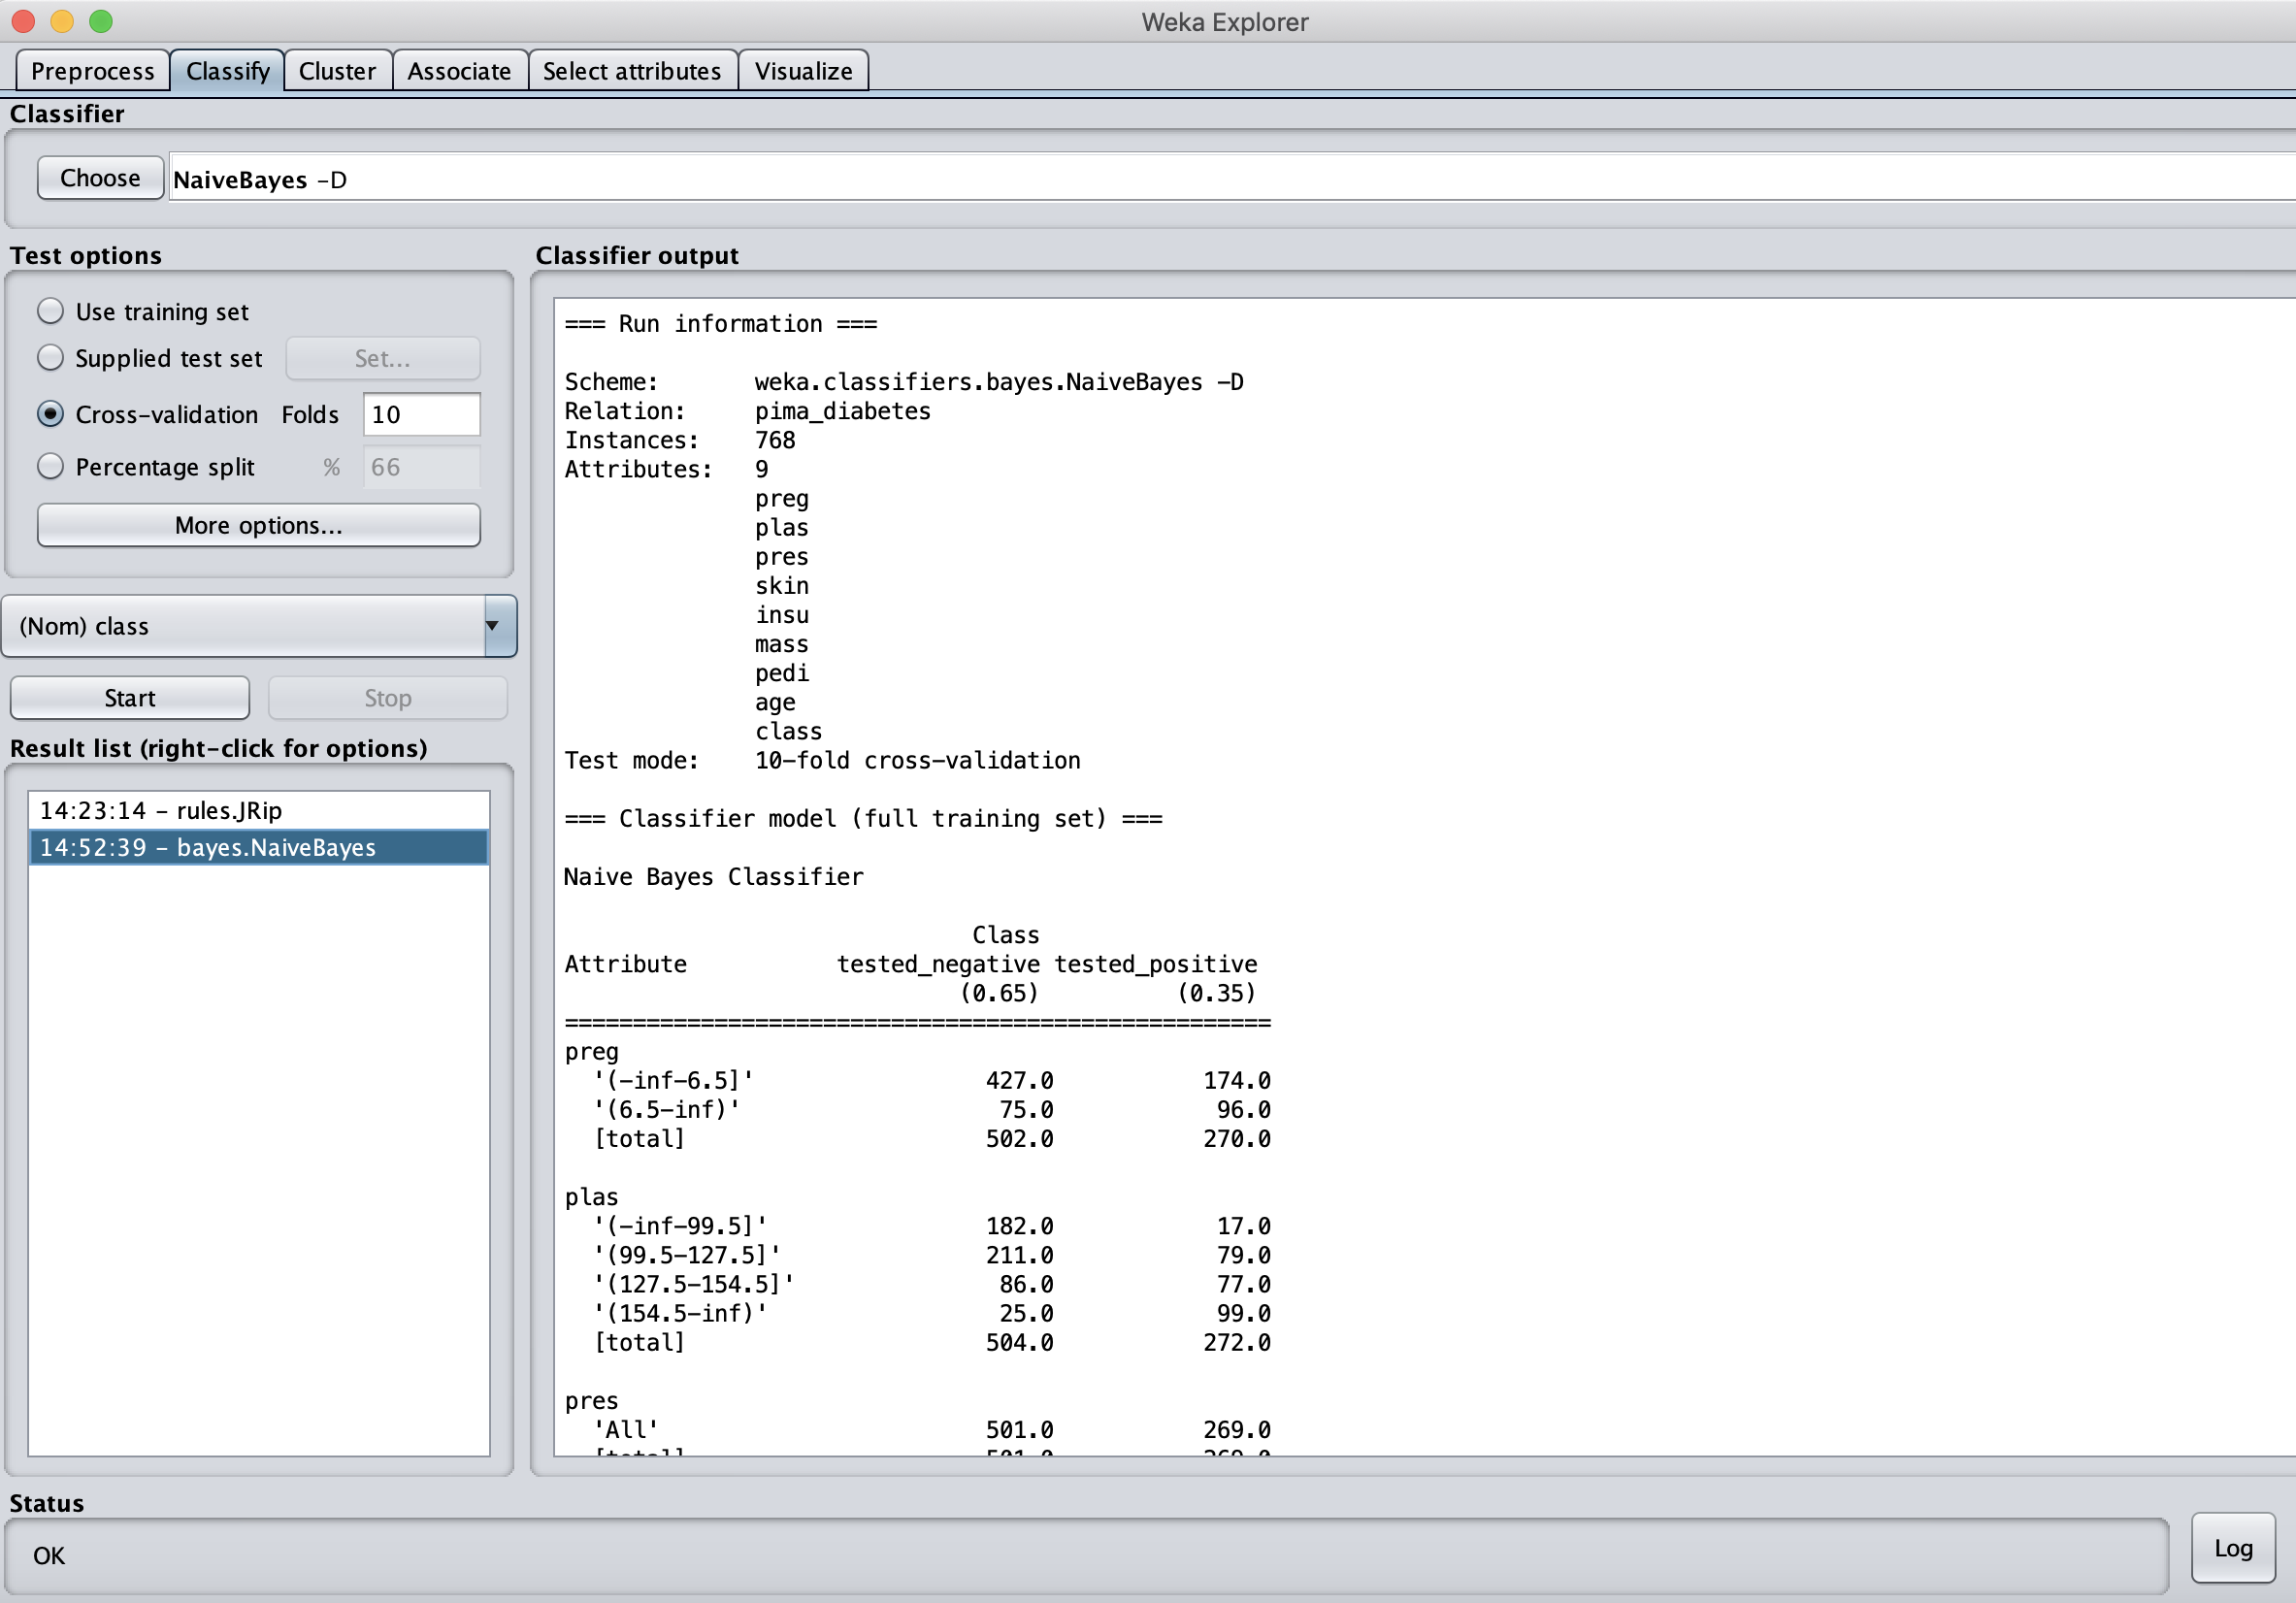 Weka Explorer
Preprocess Classify Cluster Associate Select attributes Visualize
Classifier
Choose NaiveBayes -D
Test options
Use training set
Supplied test set Set...
Cross-validation Folds 10
Percentage split % 66
More options...
(Nom) class
Start Stop
Result list (right-click for options)
14:23:14 - rules.JRip
14:52:39 - bayes.NaiveBayes
Classifier output
=== Run information ===
Scheme: weka.classifiers.bayes.NaiveBayes -D
Relation: pima_diabetes
Instances: 768
Attributes: 9
preg
plas
pres
skin
insu
mass
pedi
age
class
Test mode: 10-fold cross-validation
=== Classifier model (full training set) ===
Naive Bayes Classifier
Class
Attribute tested_negative tested_positive
(0.65) (0.35)
====================================================
preg
'(-inf-6.5]' 427.0 174.0
'(6.5-inf)' 75.0 96.0
[total] 502.0 270.0
plas
'(-inf-99.5]' 182.0 17.0
'(99.5-127.5]' 211.0 79.0
'(127.5-154.5]' 86.0 77.0
'(154.5-inf)' 25.0 99.0
[total] 504.0 272.0
pres
'All' 501.0 269.0
[total] 501.0 269.0
Status
OK
Log